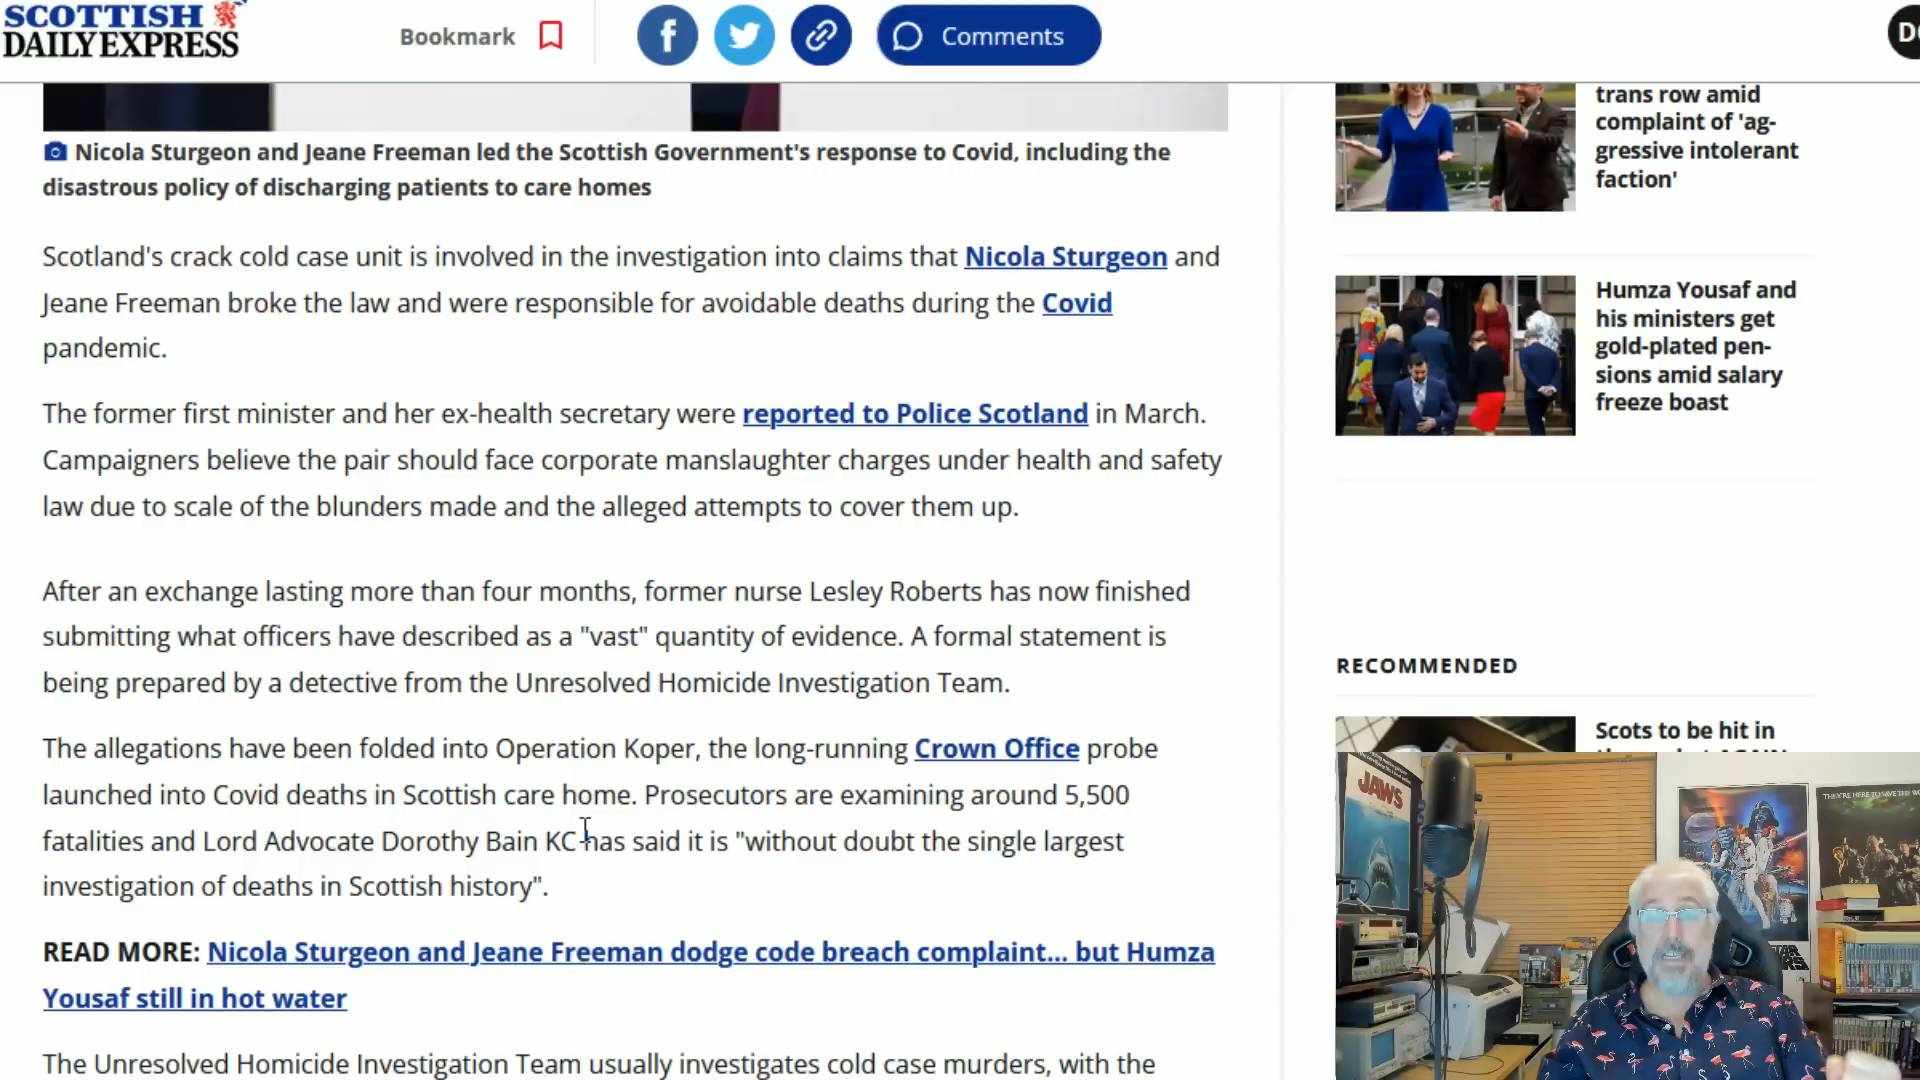 SCOTTISH
DAILY EXPRESS
Bookmark
Comments
Nicola Sturgeon and Jeane Freeman led the Scottish Government's response to Covid, including the
disastrous policy of discharging patients to care homes
Scotland's crack cold case unit is involved in the investigation into claims that Nicola Sturgeon and
Jeane Freeman broke the law and were responsible for avoidable deaths during the Covid
pandemic.
The former first minister and her ex-health secretary were reported to Police Scotland in March.
Campaigners believe the pair should face corporate manslaughter charges under health and safety
law due to scale of the blunders made and the alleged attempts to cover them up.
After an exchange lasting more than four months, former nurse Lesley Roberts has now finished
submitting what officers have described as a "vast" quantity of evidence. A formal statement is
being prepared by a detective from the Unresolved Homicide Investigation Team.
The allegations have been folded into Operation Koper, the long-running Crown Office probe
launched into Covid deaths in Scottish care home. Prosecutors are examining around 5,500
fatalities and Lord Advocate Dorothy Bain KC has said it is "without doubt the single largest
investigation of deaths in Scottish history".
READ MORE: Nicola Sturgeon and Jeane Freeman dodge code breach complaint... but Humza
Yousaf still in hot water
The Unresolved Homicide Investigation Team usually investigates cold case murders, with the
trans row amid
complaint of 'ag-
gressive intolerant
faction'
Humza Yousaf and
his ministers get
gold-plated pen-
sions amid salary
freeze boast
RECOMMENDED
Scots to be hit in
JAWS
THEY'RE HERE TO SAVE THE